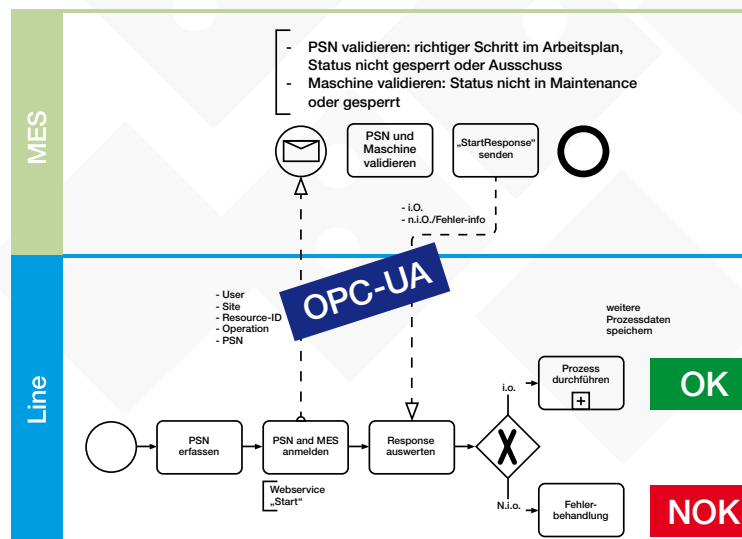 MES
- PSN validieren: richtiger Schritt im Arbeitsplan,
Status nicht gesperrt oder Ausschuss
- Maschine validieren: Status nicht in Maintenance
oder gesperrt
PSN und
Maschine
validieren
„StartResponse“
senden
- i.O.
- n.i.O./Fehler-info
OPC-UA
Line
- User
- Site
- Resource-ID
- Operation
- PSN
weitere
Prozessdaten
speichern
PSN
erfassen
PSN and MES
anmelden
Response
auswerten
X
i.o.
Prozess
durchführen
+
OK
Webservice
„Start“
N.i.o.
Fehler-
behandlung
NOK